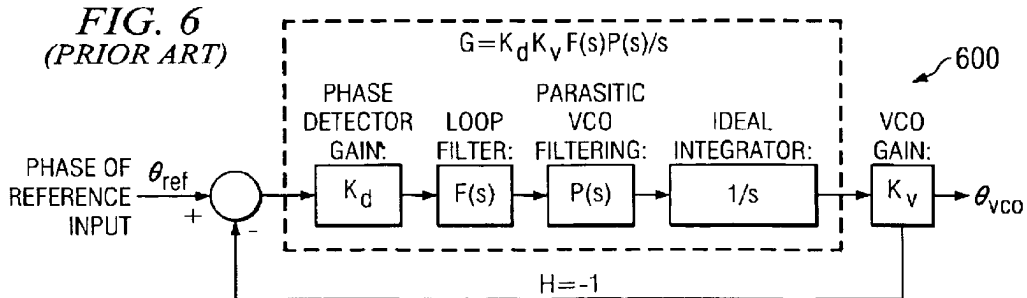 FIG. 6
(PRIOR ART)
G=KdKvF(s)P(s)/s
600
PHASE DETECTOR GAIN:
LOOP FILTER:
PARASITIC VCO FILTERING:
IDEAL INTEGRATOR:
VCO GAIN:
PHASE OF REFERENCE INPUT
θref
+
-
Kd
F(s)
P(s)
1/s
Kv
θVCO
H=-1